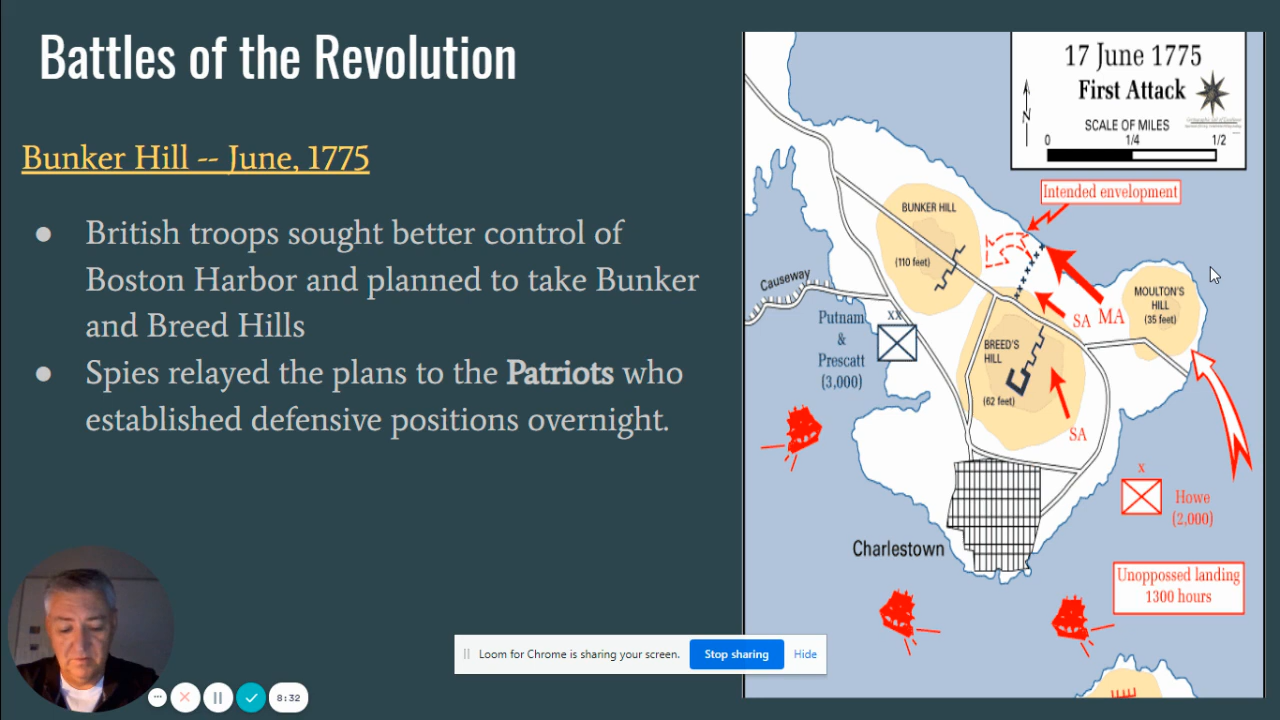 Battles of the Revolution
Bunker Hill -- June, 1775
● British troops sought better control of
Boston Harbor and planned to take Bunker
and Breed Hills
● Spies relayed the plans to the Patriots who
established defensive positions overnight.
17 June 1775
First Attack
N
SCALE OF MILES
0 1/4 1/2
Intended envelopment
BUNKER HILL
(110 feet)
Causeway
MOULTON'S
HILL
(35 feet)
SA MA
XX
Putnam
&
Prescatt
(3,000)
BREED'S
HILL
(62 feet)
SA
x
Howe
(2,000)
Charlestown
Unoppossed landing
1300 hours
Loom for Chrome is sharing your screen. Stop sharing Hide
8:32